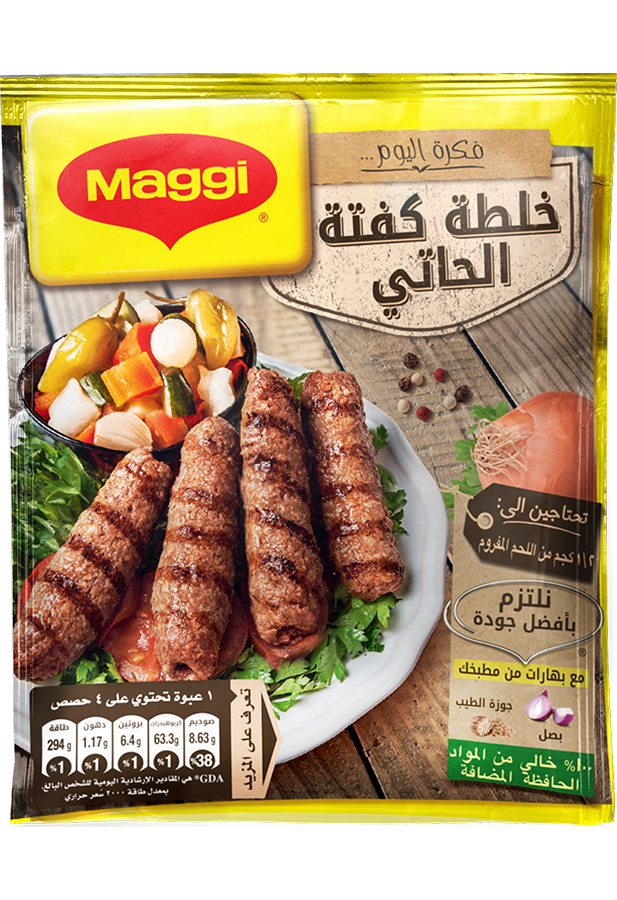 Maggi
®
فكرة اليوم...
خلطة كفتة
الحاتي
تحتاجين الى:
١/٢ كجم من اللحم المفروم
نلتزم
بأفضل جودة
®
مع بهارات من مطبخك
جوزة الطيب
بصل
١٠٠% خالي من المواد
الحافظة المضافة
تعرف على المزيد
١ عبوة تحتوي على ٤ حصص
صوديم كربوهيدرات بروتين دهون طاقة
8.63g 63.3g 6.4g 1.17g 294g
%38 %1 %1 %1 %1
GDA* هي المقادير الإرشادية اليومية للشخص البالغ.
بمعدل طاقة ٢٠٠٠ سعر حراري